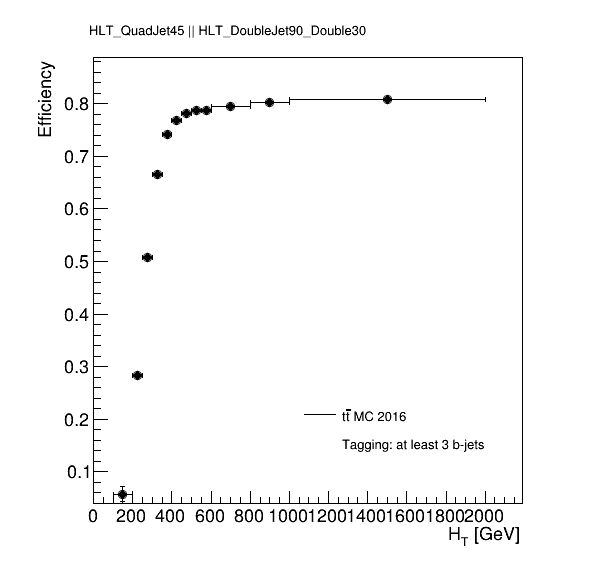 HLT_QuadJet45 || HLT_DoubleJet90_Double30
Efficiency
0.8
0.7
0.6
0.5
0.4
0.3
0.2
0.1
tt̅ MC 2016
Tagging: at least 3 b-jets
0 200 400 600 800 1000 1200 1400 1600 1800 2000
H_T [GeV]